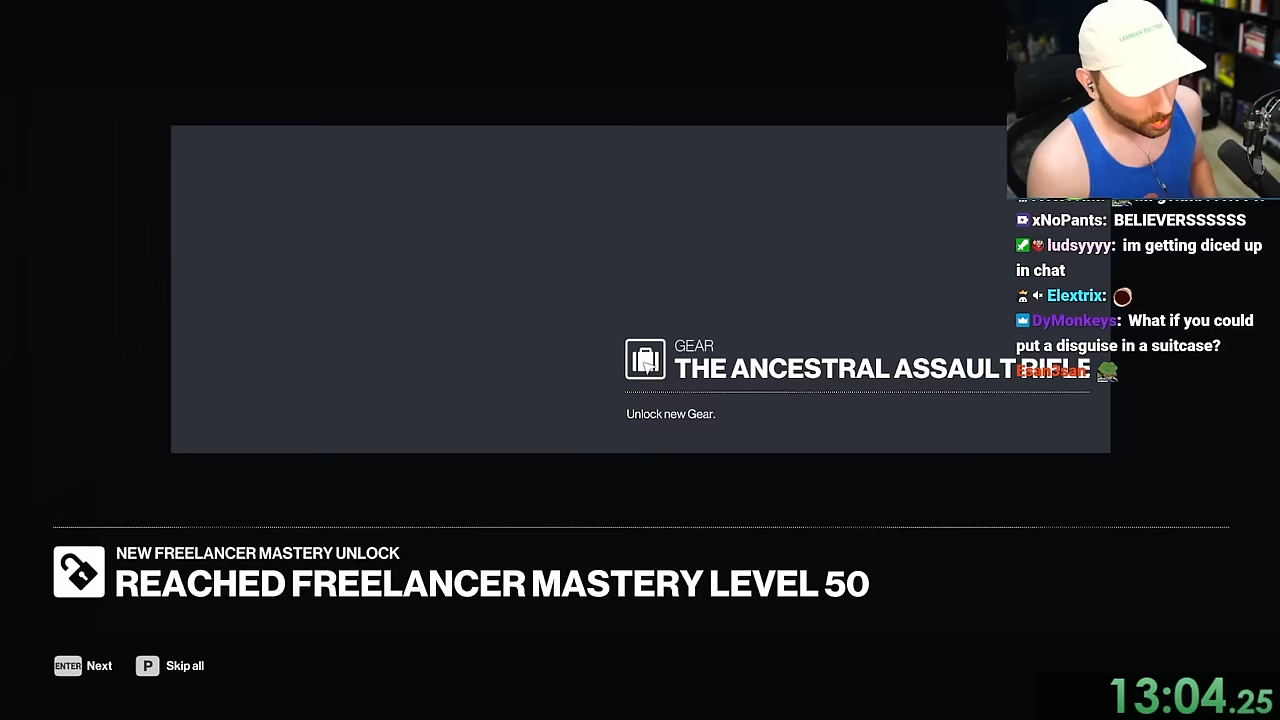 xNoPants: BELIEVERSSSSSS
ludsyyyy: im getting diced up
in chat
Elextrix:
DyMonkeys: What if you could
put a disguise in a suitcase?
Esan3san
GEAR
THE ANCESTRAL ASSAULT RIFLE
Unlock new Gear.
NEW FREELANCER MASTERY UNLOCK
REACHED FREELANCER MASTERY LEVEL 50
ENTER Next P Skip all
13:04.25